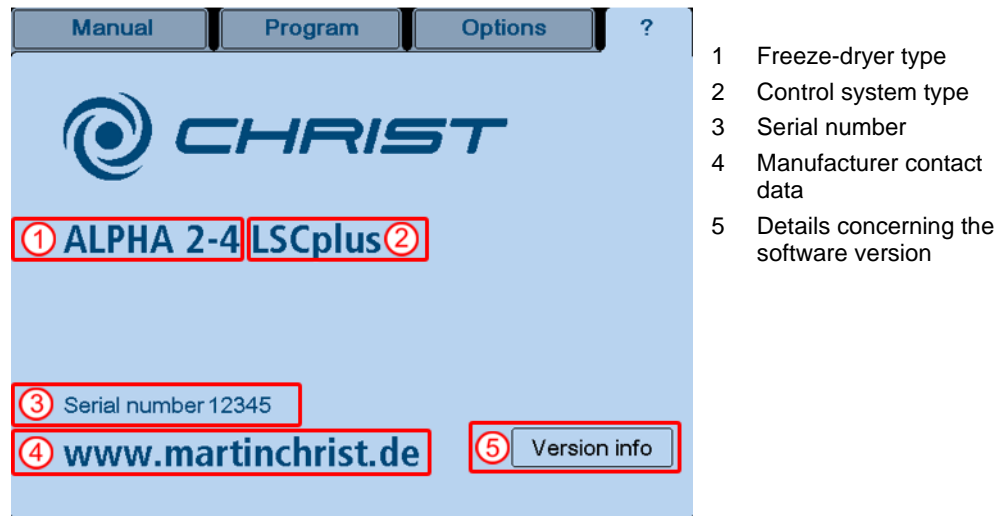 Manual Program Options ?
CHRIST
1 ALPHA 2-4 LSCplus 2
3 Serial number 12345
4 www.martinchrist.de
5 Version info
1 Freeze-dryer type
2 Control system type
3 Serial number
4 Manufacturer contact
data
5 Details concerning the
software version